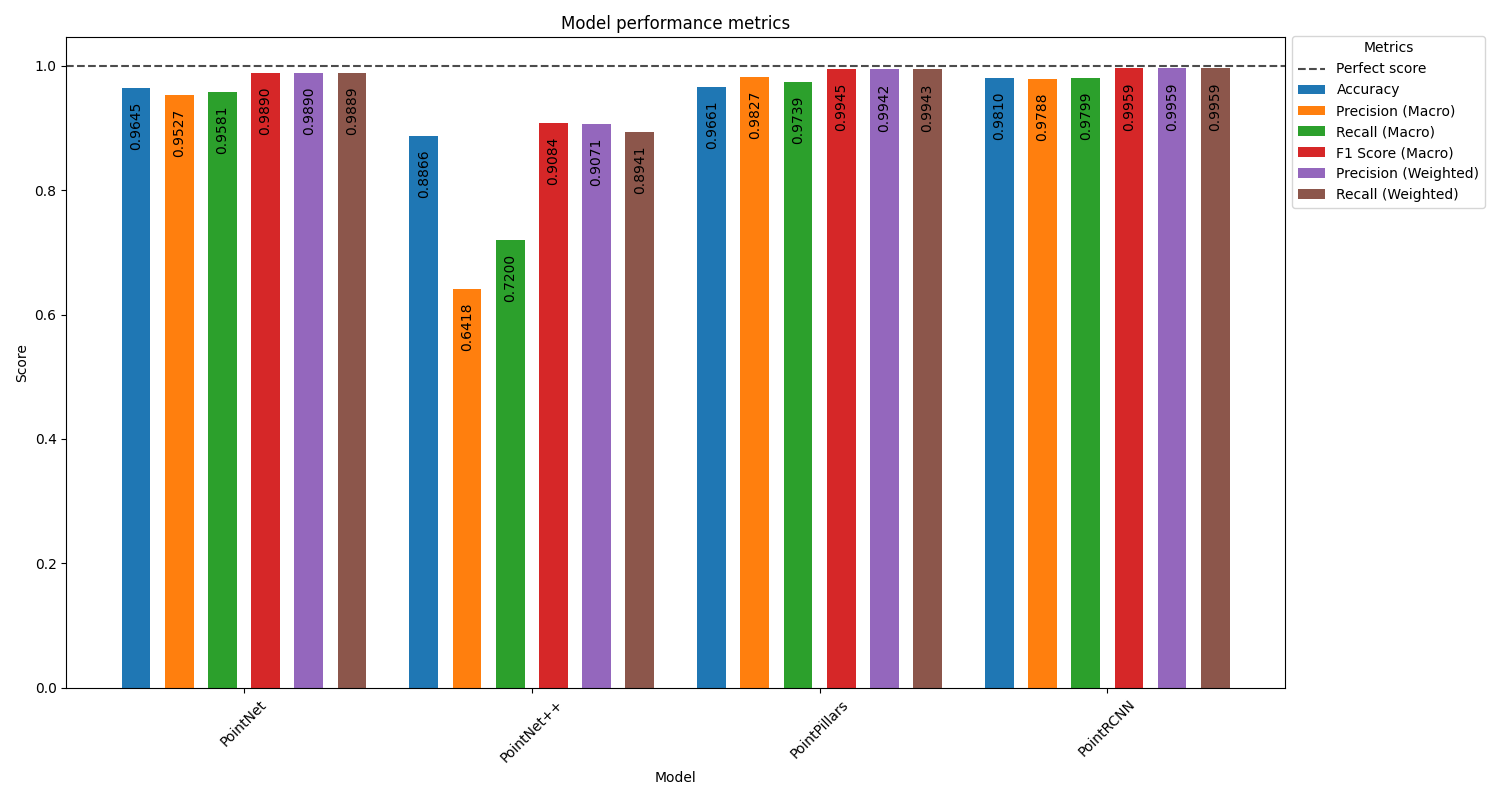 Model performance metrics
Metrics
Perfect score
Accuracy
Precision (Macro)
Recall (Macro)
F1 Score (Macro)
Precision (Weighted)
Recall (Weighted)
Score
1.0
0.8
0.6
0.4
0.2
0.0
0.9645
0.9527
0.9581
0.9890
0.9890
0.9889
0.8866
0.6418
0.7200
0.9084
0.9071
0.8941
0.9661
0.9827
0.9739
0.9945
0.9942
0.9943
0.9810
0.9788
0.9799
0.9959
0.9959
0.9959
PointNet
PointNet++
PointPillars
PointRCNN
Model